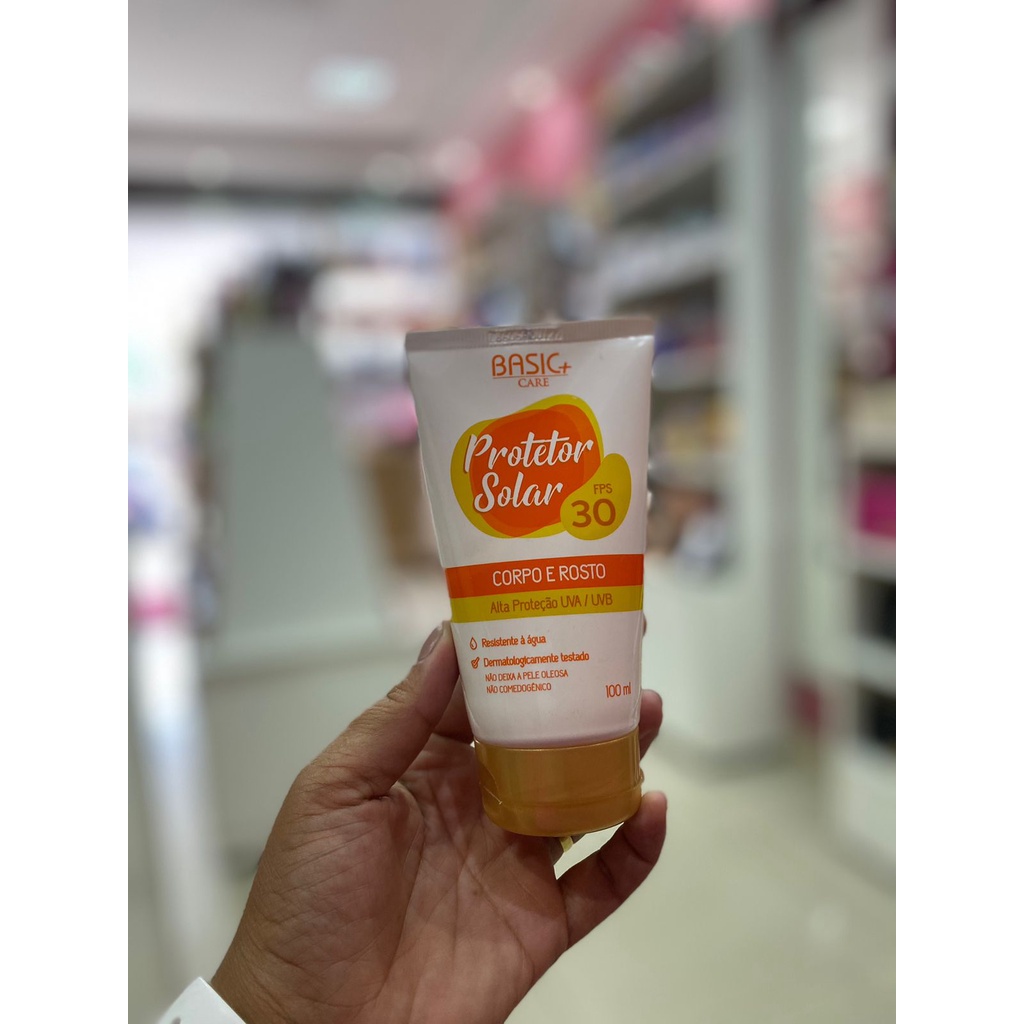 BASIC+
CARE
Protetor
Solar
FPS
30
CORPO E ROSTO
Alta Proteção UVA / UVB
Resistente à água
Dermatologicamente testado
NÃO DEIXA A PELE OLEOSA
NÃO COMEDOGÊNICO
100 ml